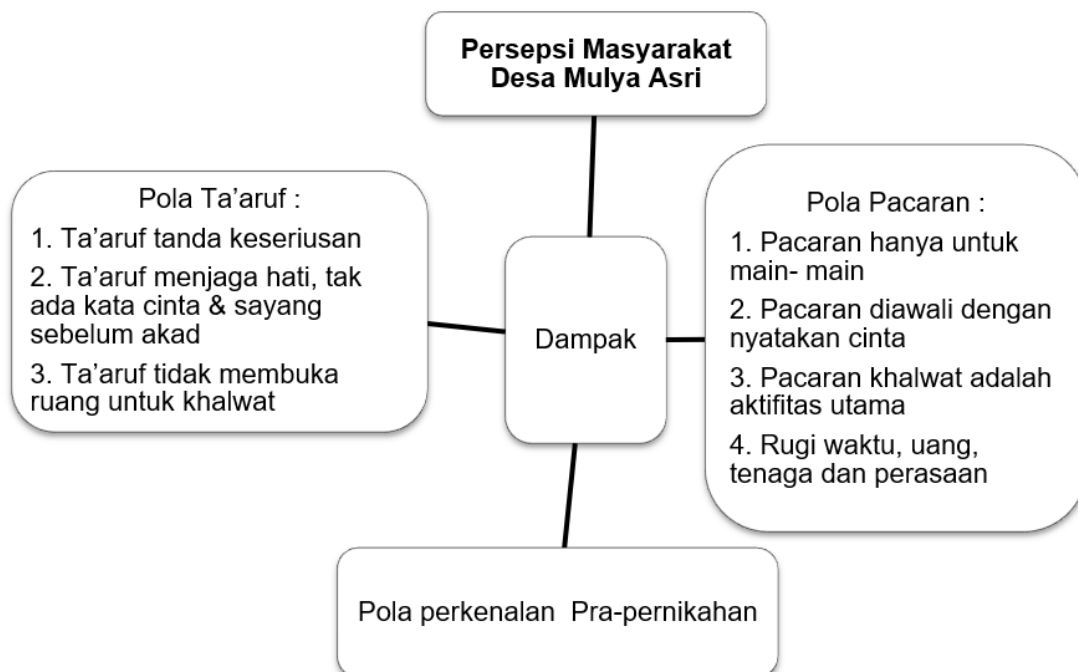 Persepsi Masyarakat
Desa Mulya Asri
Pola Ta’aruf :
1. Ta’aruf tanda keseriusan
2. Ta’aruf menjaga hati, tak
ada kata cinta & sayang
sebelum akad
3. Ta’aruf tidak membuka
ruang untuk khalwat
Dampak
Pola Pacaran :
1. Pacaran hanya untuk
main- main
2. Pacaran diawali dengan
nyatakan cinta
3. Pacaran khalwat adalah
aktifitas utama
4. Rugi waktu, uang,
tenaga dan perasaan
Pola perkenalan  Pra-pernikahan